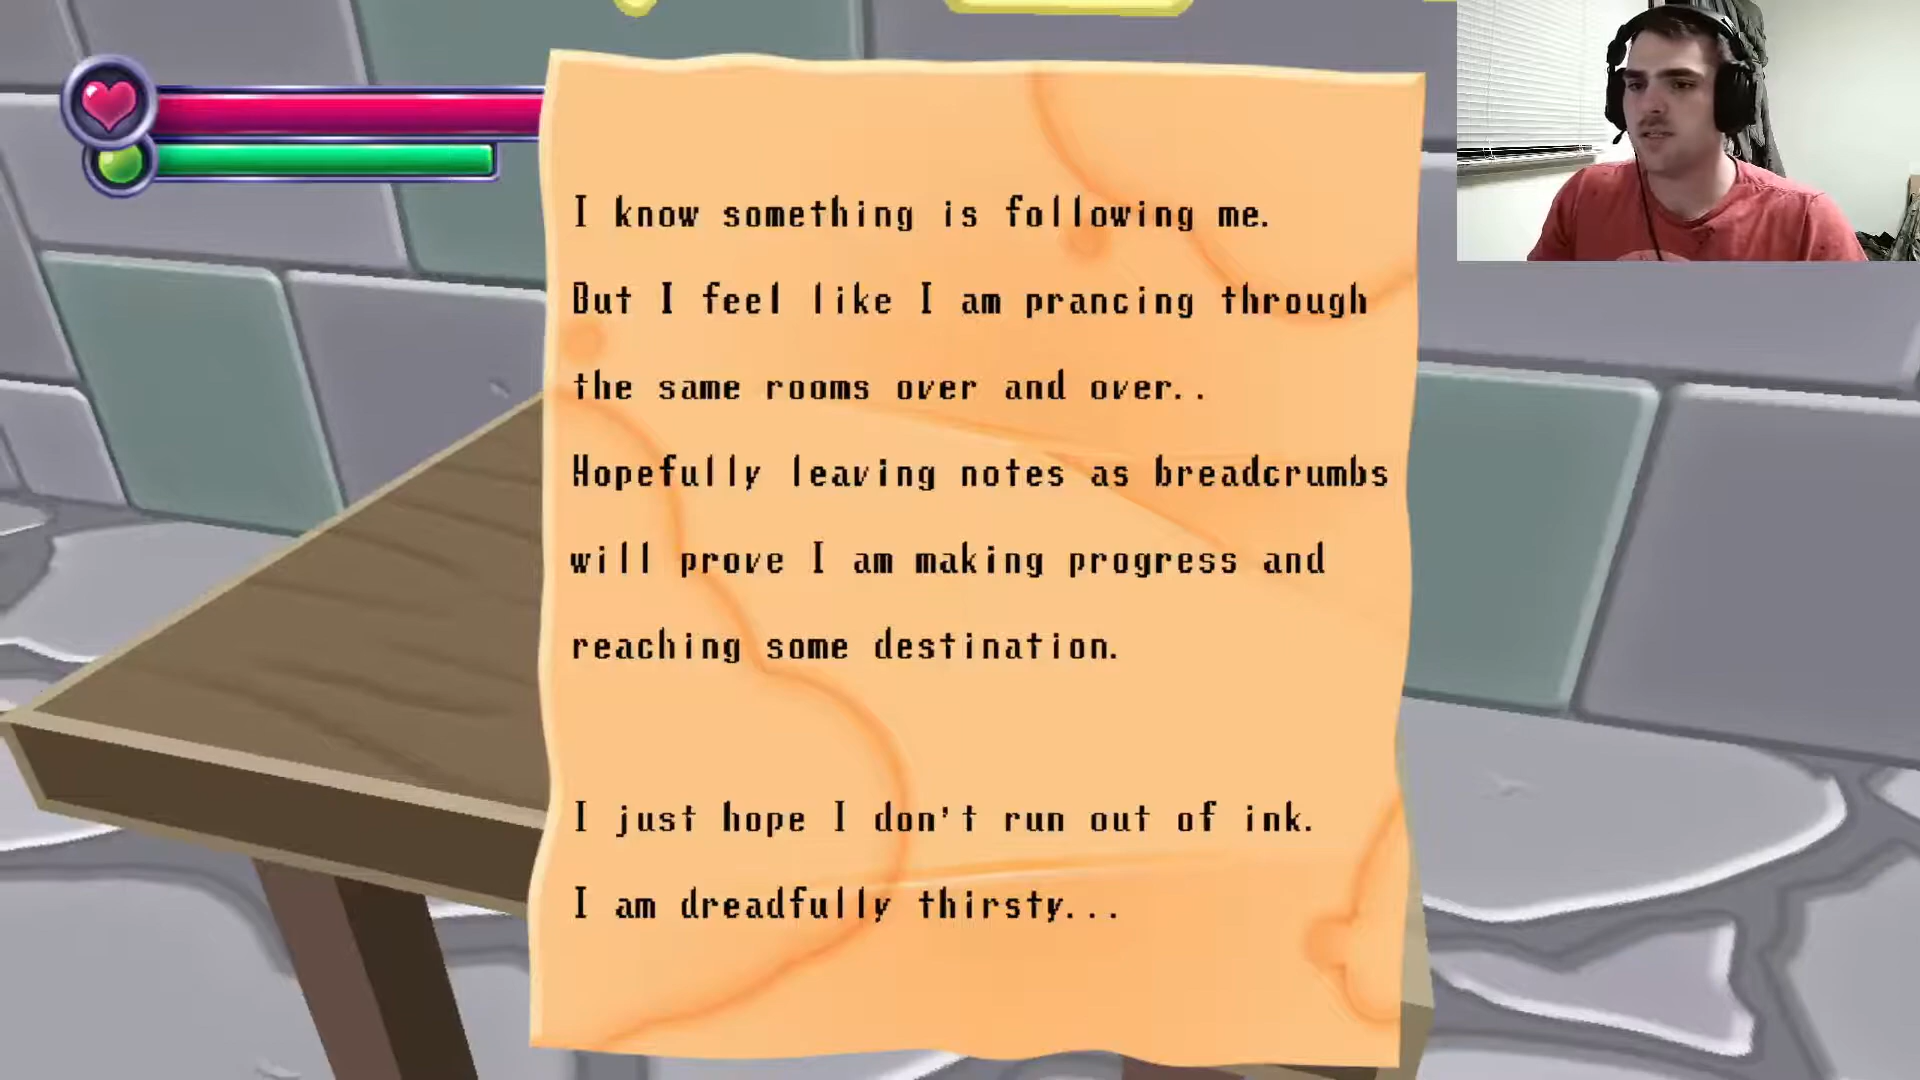 I know something is following me.
But I feel like I am prancing through
the same rooms over and over..
Hopefully leaving notes as breadcrumbs
will prove I am making progress and
reaching some destination.
I just hope I don't run out of ink.
I am dreadfully thirsty...